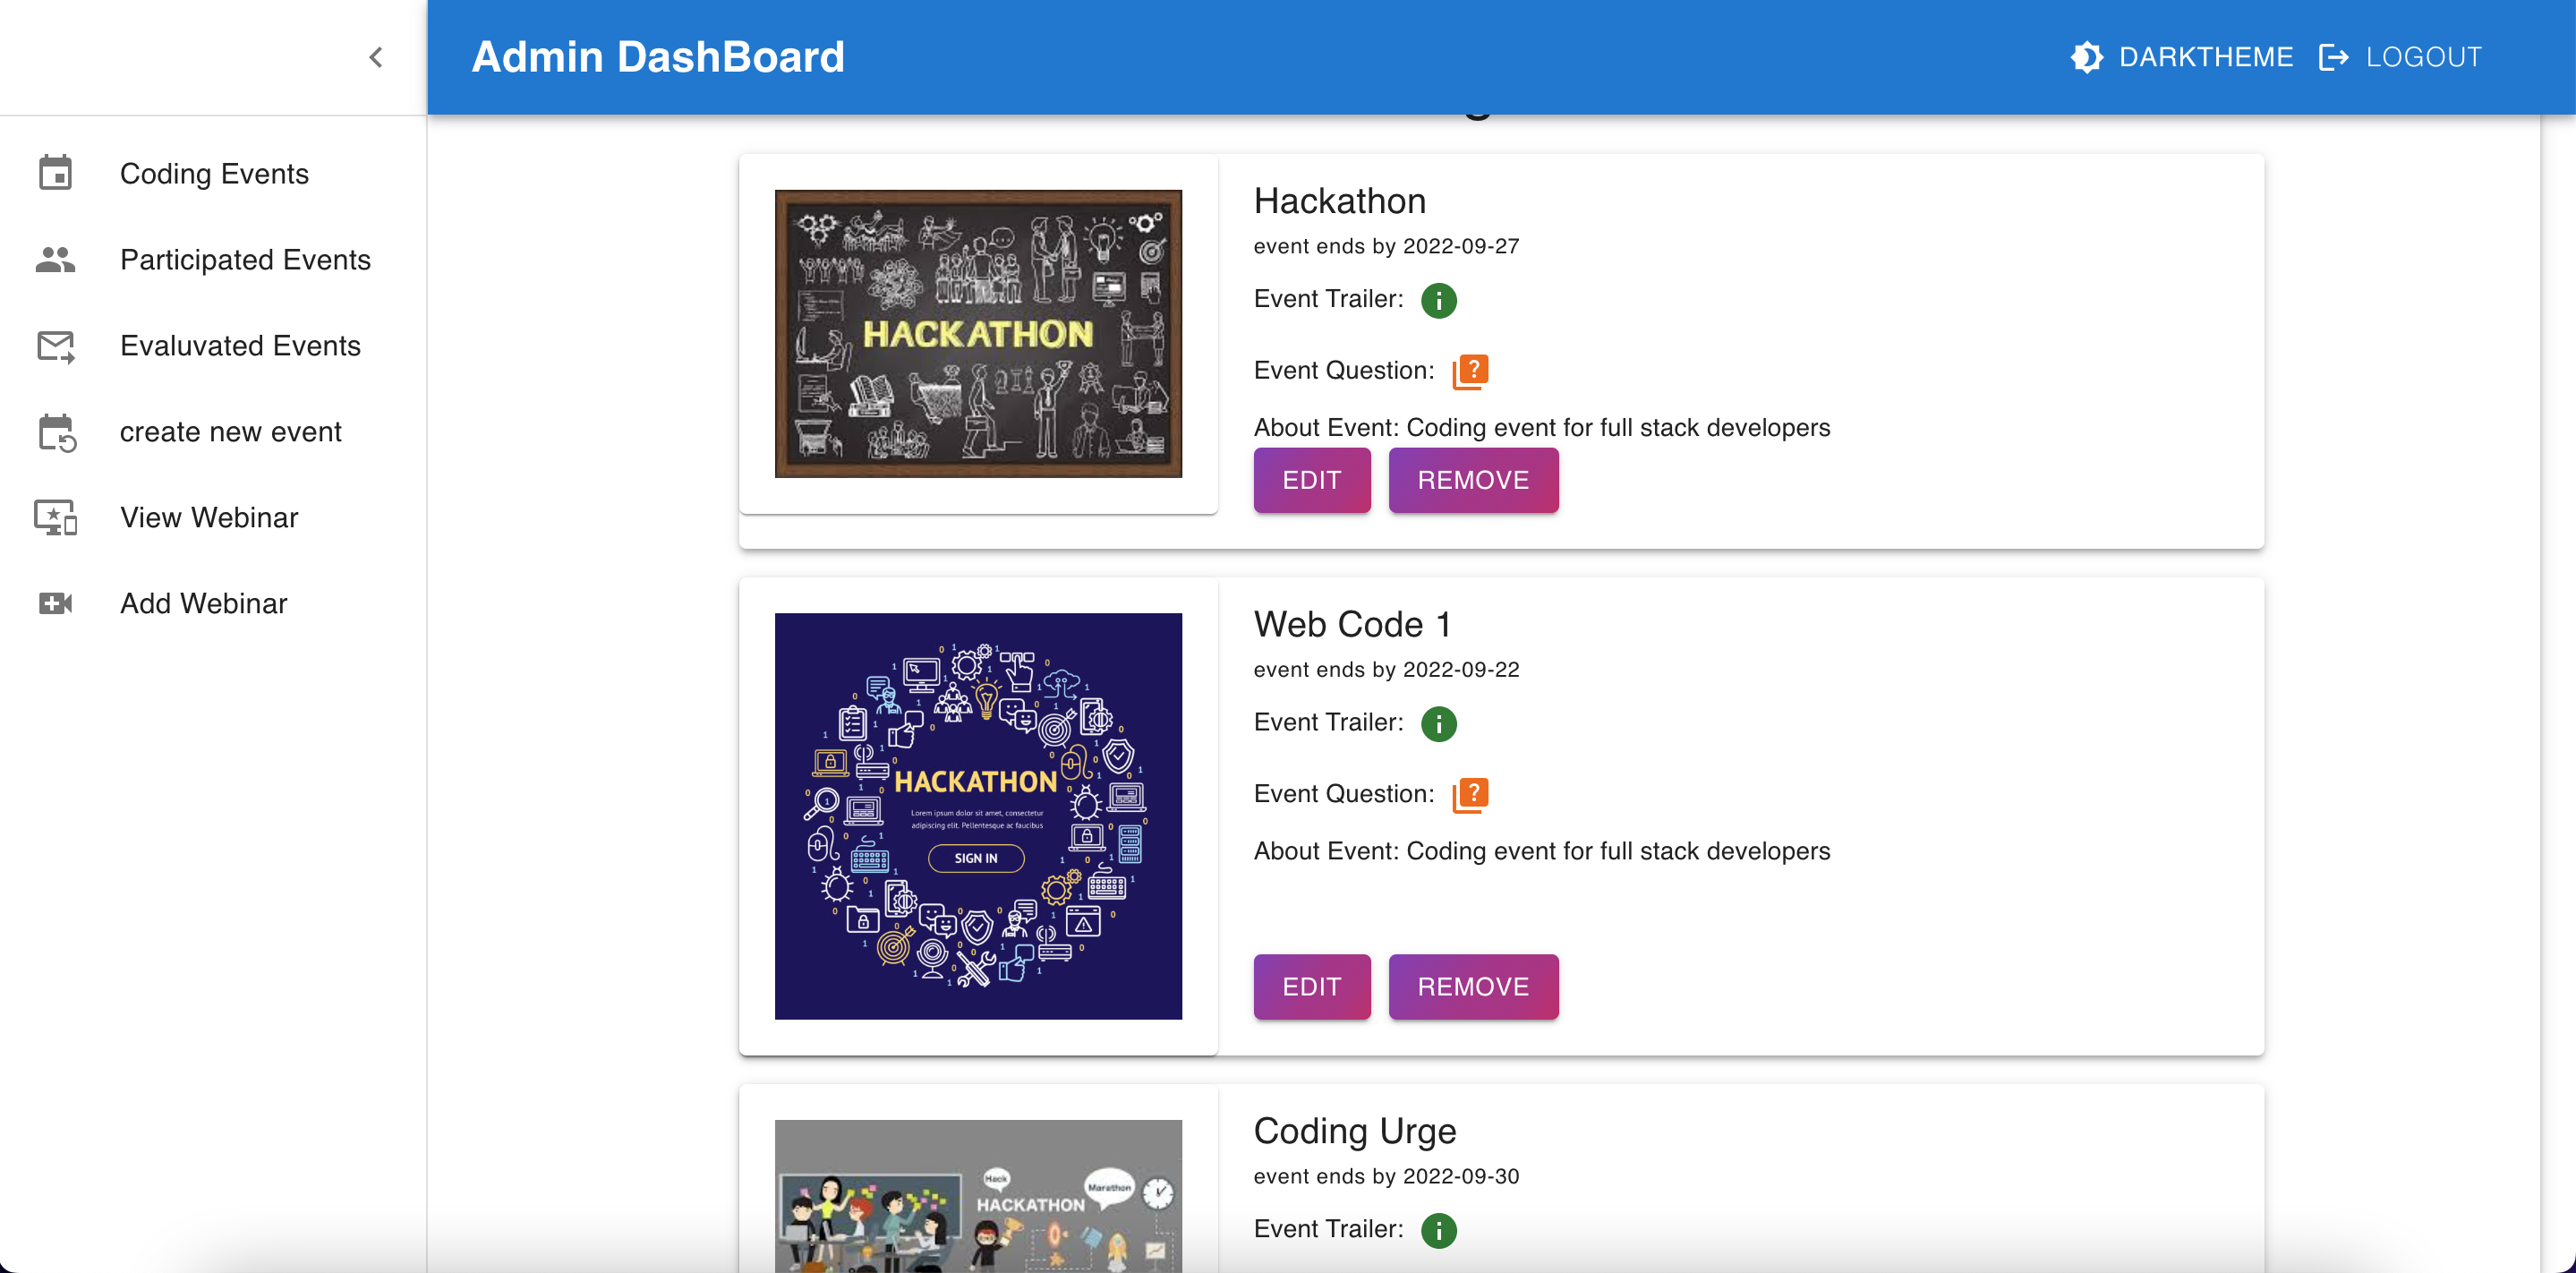 Admin DashBoard
DARKTHEME
LOGOUT
Coding Events
Participated Events
Evaluvated Events
create new event
View Webinar
Add Webinar
HACKATHON
Hackathon
event ends by 2022-09-27
Event Trailer:
Event Question:
About Event: Coding event for full stack developers
EDIT
REMOVE
HACKATHON
Lorem ipsum dolor sit amet, consectetur
adipiscing elit. Pellentesque ac faucibus
SIGN IN
Web Code 1
event ends by 2022-09-22
Event Trailer:
Event Question:
About Event: Coding event for full stack developers
EDIT
REMOVE
Hack
HACKATHON
Marathon
Coding Urge
event ends by 2022-09-30
Event Trailer: